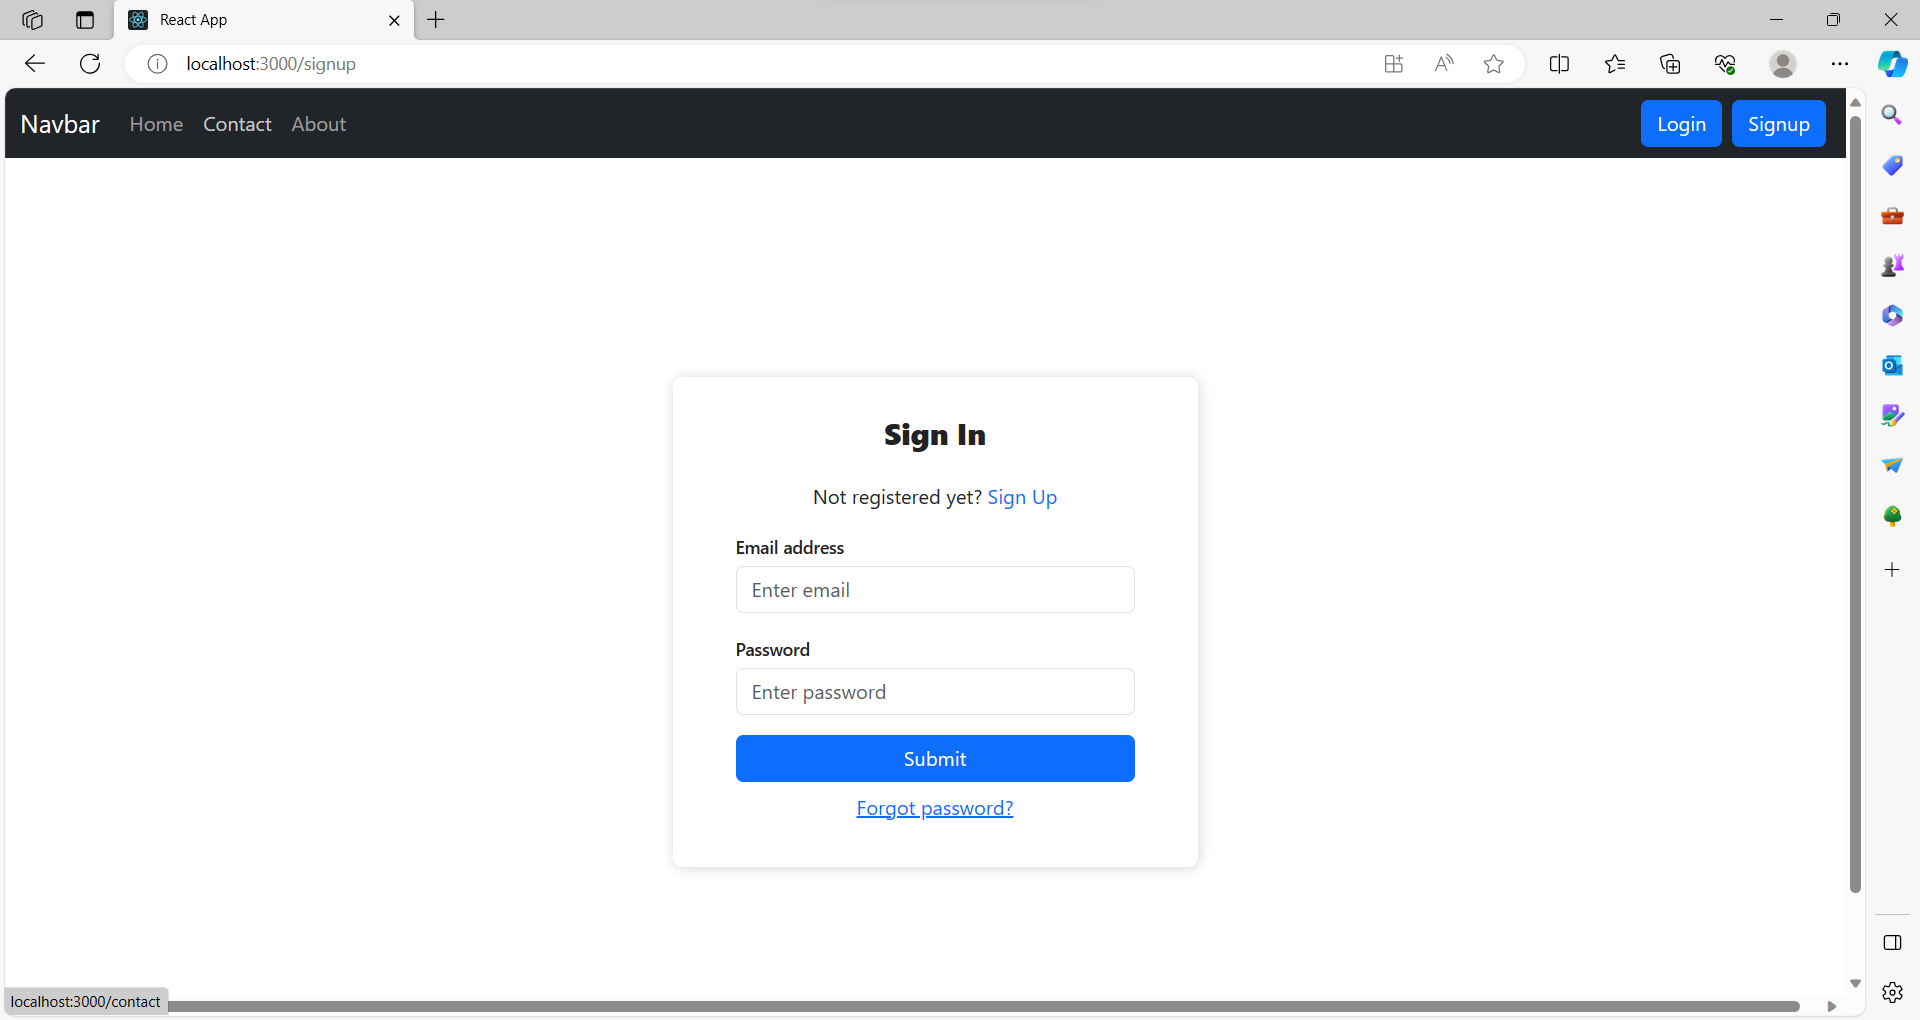 React App
localhost:3000/signup
Navbar Home Contact About Login Signup
Sign In
Not registered yet? Sign Up
Email address
Enter email
Password
Enter password
Submit
Forgot password?
localhost:3000/contact